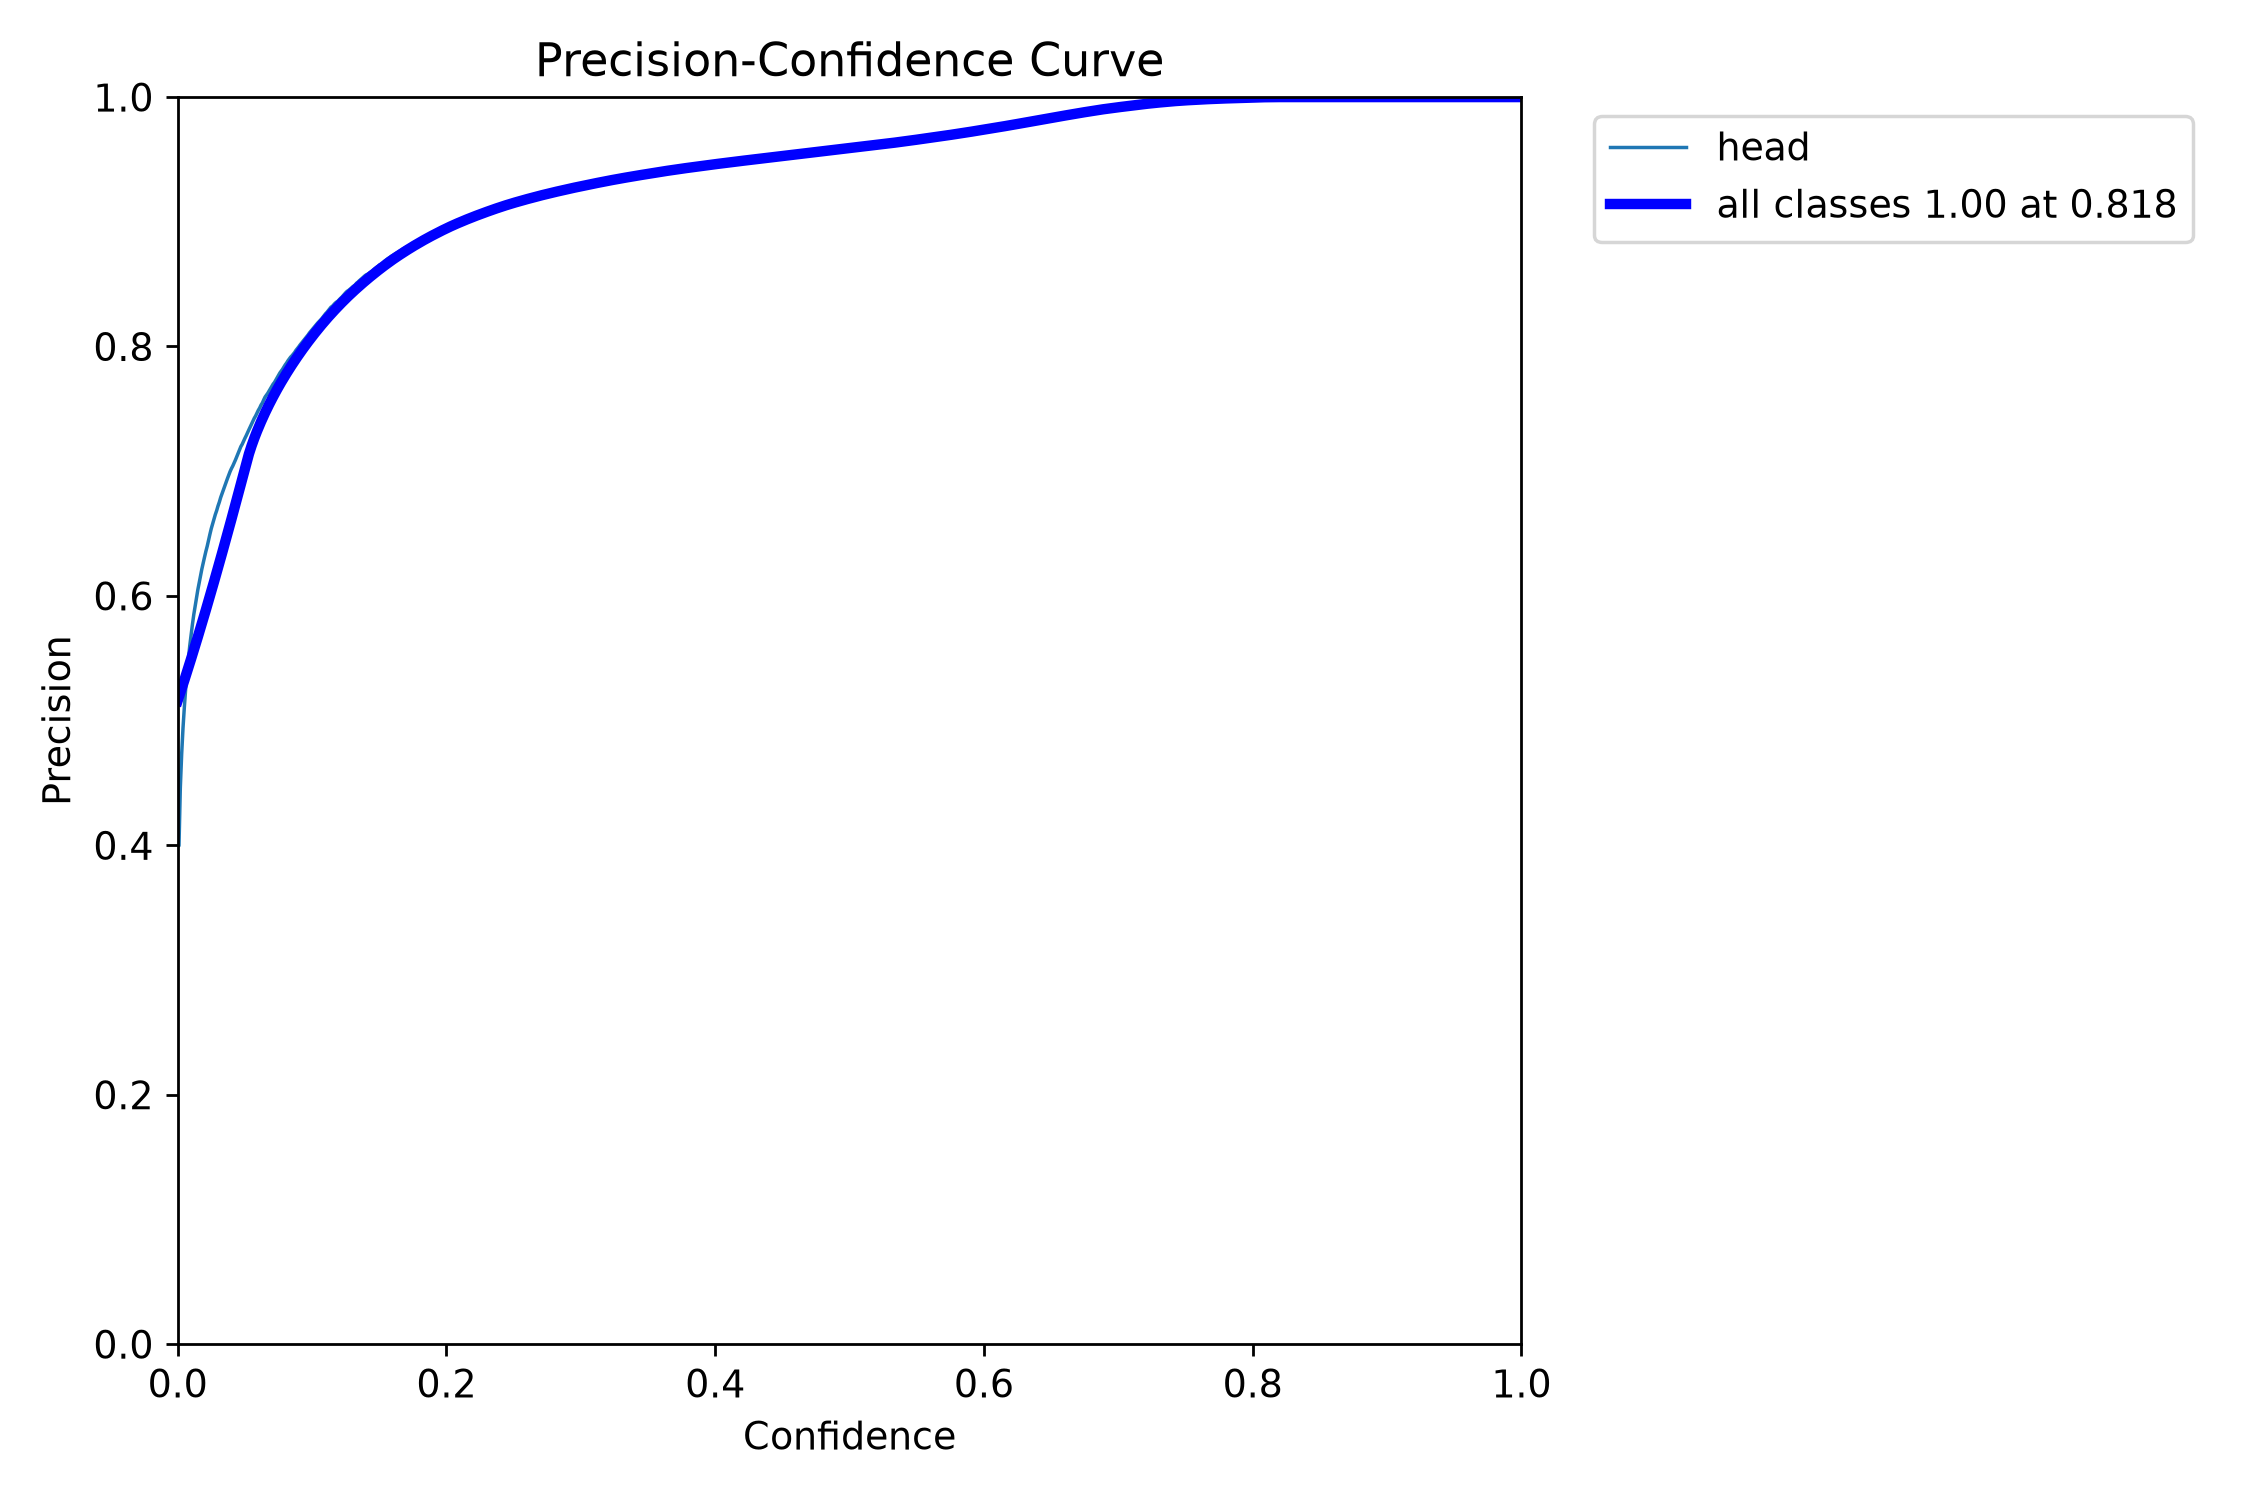 Precision-Confidence Curve
1.0
0.8
0.6
0.4
0.2
0.0
Precision
0.0 0.2 0.4 0.6 0.8 1.0
Confidence
head
all classes 1.00 at 0.818